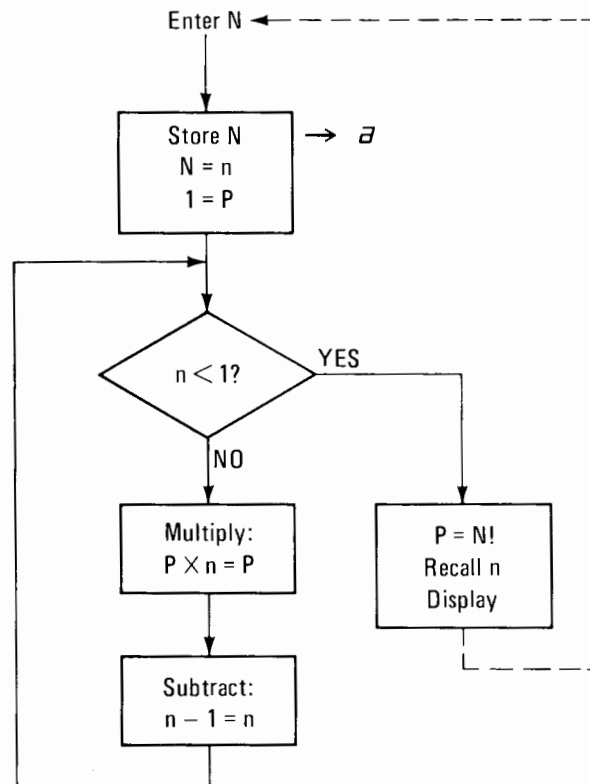 Enter N
Store N → a
N = n
1 = P
n < 1?
YES
NO
Multiply:
P × n = P
P = N!
Recall n
Display
Subtract:
n − 1 = n